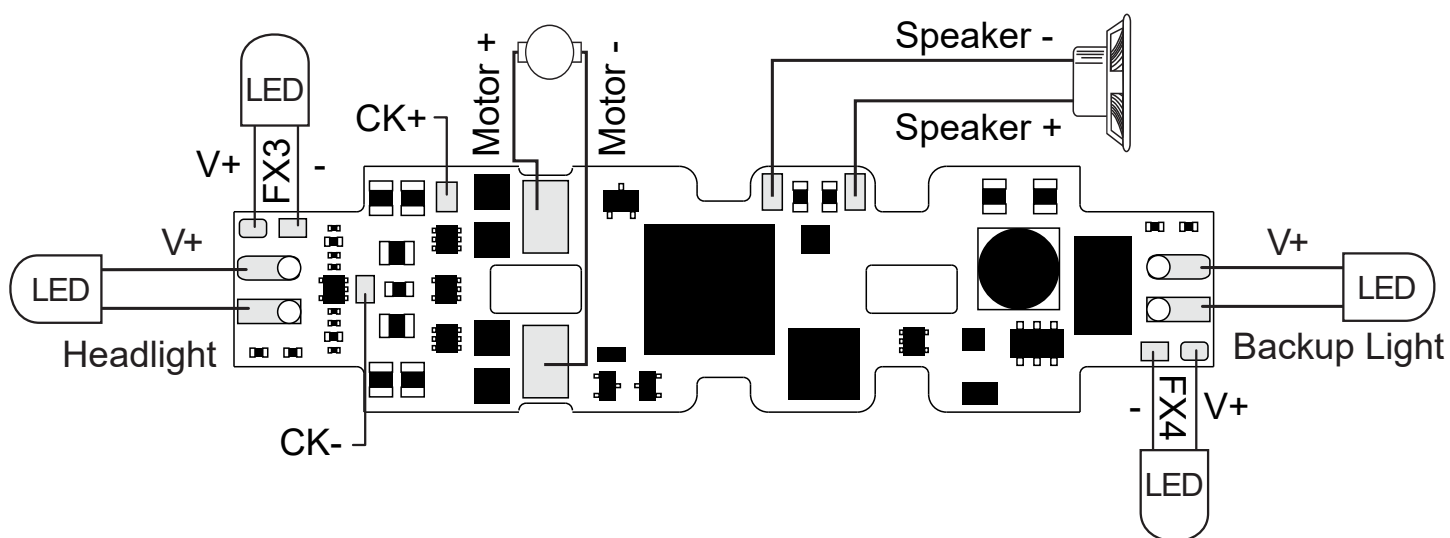 Speaker -
Motor +
Motor -
LED
CK+
Speaker +
V+
FX3
-
V+
LED
Headlight
V+
LED
Backup Light
CK-
-
FX4
V+
LED